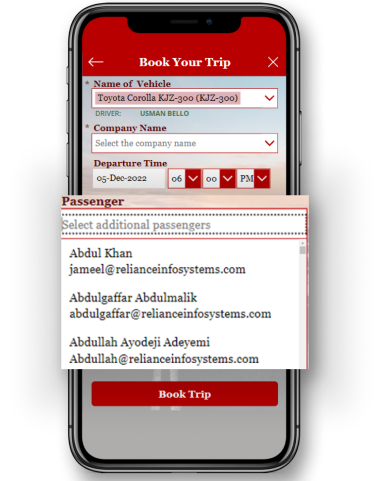 Book Your Trip
* Name of Vehicle
Toyota Corolla KJZ-300 (KJZ-300)
DRIVER: USMAN BELLO
* Company Name
Select the company name
Departure Time
05-Dec-2022 06 00 PM
Passenger
Select additional passengers
Abdul Khan
jameel@relianceinfosystems.com
Abdulgaffar Abdulmalik
abdulgaffar@relianceinfosystems.com
Abdullah Ayodeji Adeyemi
Abdullah@relianceinfosystems.com
Book Trip